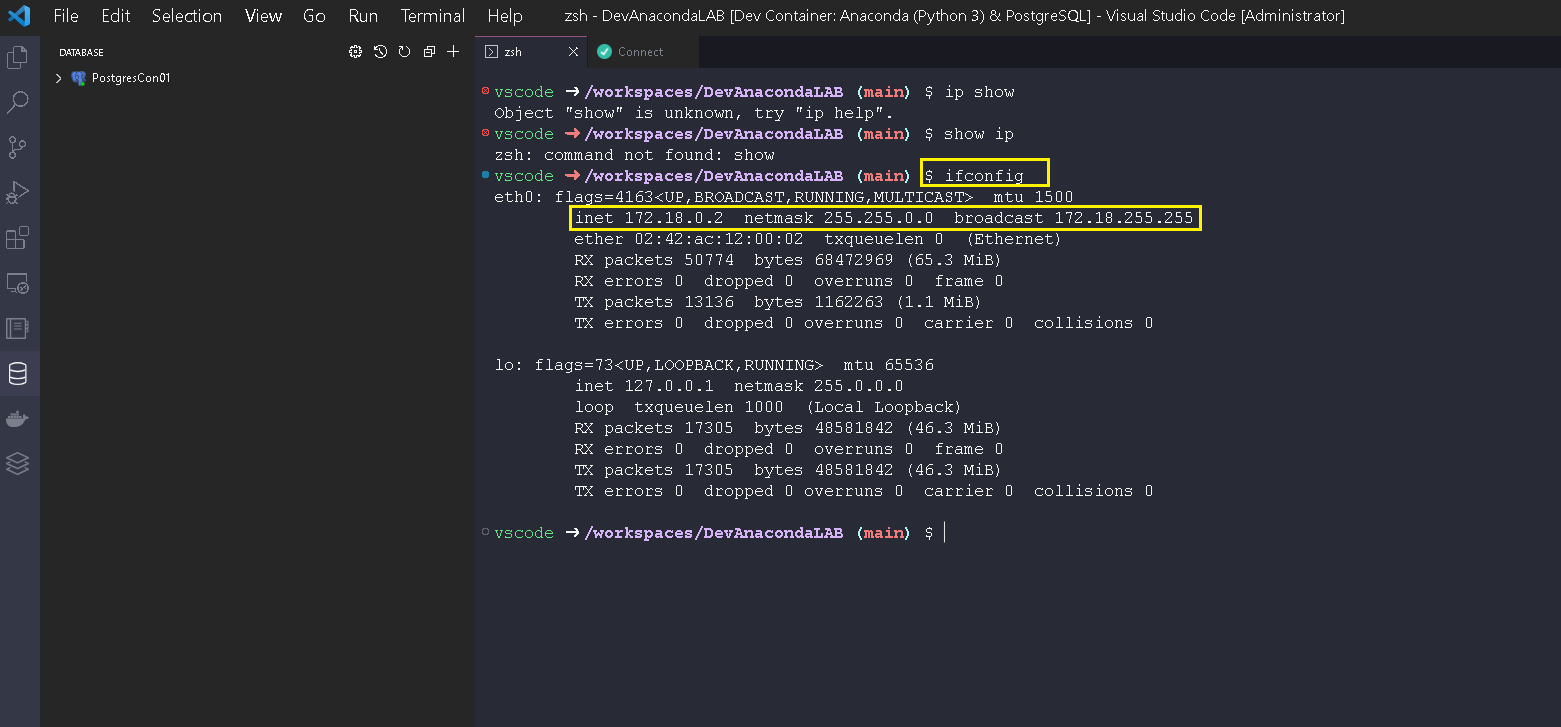 File Edit Selection View Go Run Terminal Help zsh - DevAnacondaLAB [Dev Container: Anaconda (Python 3) & PostgreSQL] - Visual Studio Code [Administrator]
DATABASE
PostgresCon01
zsh Connect
vscode → /workspaces/DevAnacondaLAB (main) $ ip show
Object "show" is unknown, try "ip help".
vscode → /workspaces/DevAnacondaLAB (main) $ show ip
zsh: command not found: show
vscode → /workspaces/DevAnacondaLAB (main) $ ifconfig
eth0: flags=4163<UP,BROADCAST,RUNNING,MULTICAST>  mtu 1500
inet 172.18.0.2  netmask 255.255.0.0  broadcast 172.18.255.255
ether 02:42:ac:12:00:02  txqueuelen 0  (Ethernet)
RX packets 50774  bytes 68472969 (65.3 MiB)
RX errors 0  dropped 0  overruns 0  frame 0
TX packets 13136  bytes 1162263 (1.1 MiB)
TX errors 0  dropped 0 overruns 0  carrier 0  collisions 0
lo: flags=73<UP,LOOPBACK,RUNNING>  mtu 65536
inet 127.0.0.1  netmask 255.0.0.0
loop  txqueuelen 1000  (Local Loopback)
RX packets 17305  bytes 48581842 (46.3 MiB)
RX errors 0  dropped 0  overruns 0  frame 0
TX packets 17305  bytes 48581842 (46.3 MiB)
TX errors 0  dropped 0 overruns 0  carrier 0  collisions 0
vscode → /workspaces/DevAnacondaLAB (main) $